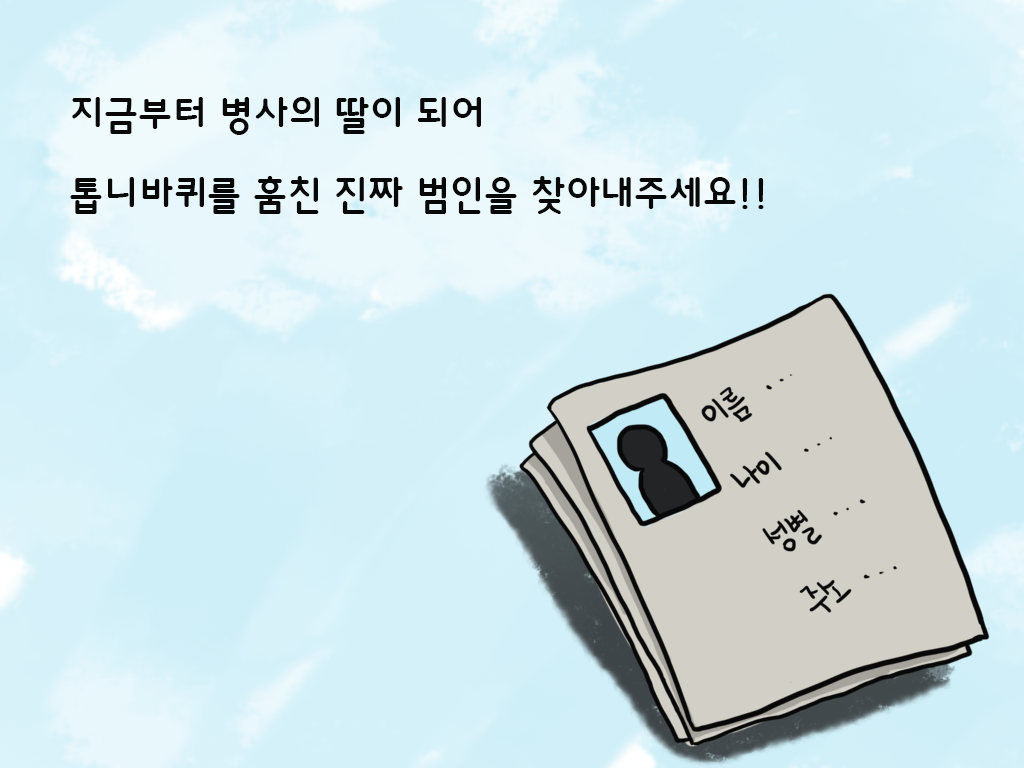 지금부터 병사의 딸이 되어
톱니바퀴를 훔친 진짜 범인을 찾아내주세요!!
이름 ...
나이 ...
성별 ...
주소 ...